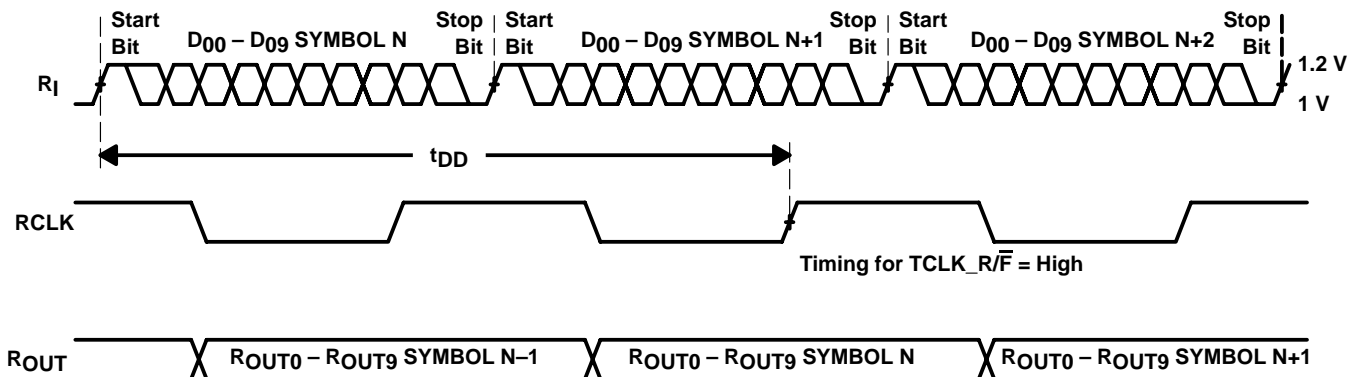 Start Bit D00 – D09 SYMBOL N Stop Bit
Start Bit D00 – D09 SYMBOL N+1 Stop Bit
Start Bit D00 – D09 SYMBOL N+2 Stop Bit
RI
1.2 V
1 V
tDD
RCLK
Timing for TCLK_R/F̅ = High
ROUT
ROUT0 – ROUT9 SYMBOL N–1
ROUT0 – ROUT9 SYMBOL N
ROUT0 – ROUT9 SYMBOL N+1